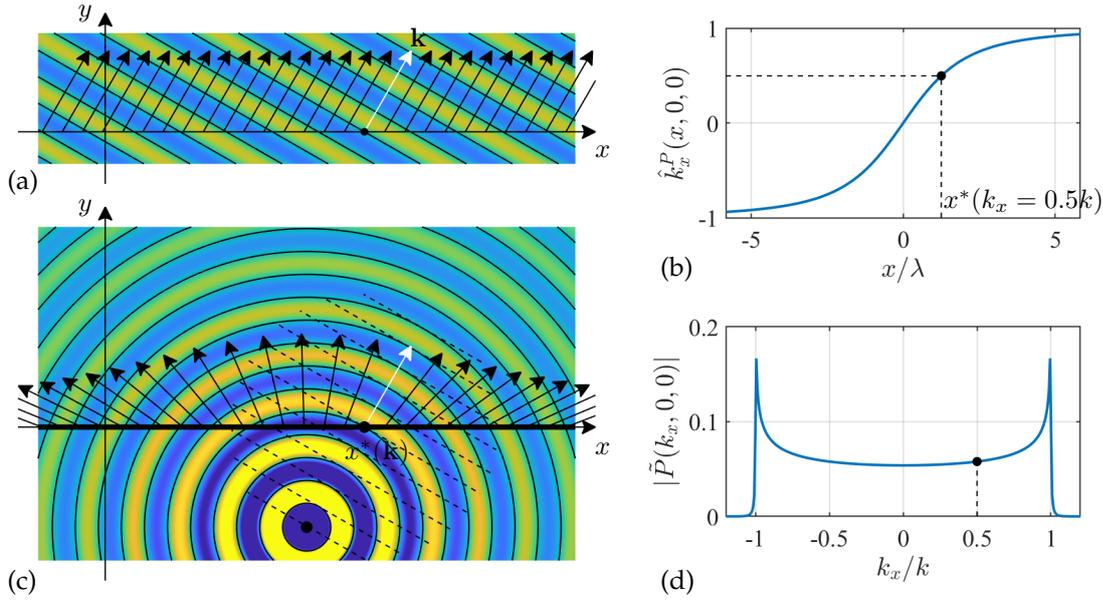 y
k
x
(a)
1
0
-1
-5
0
5
x*(k_x = 0.5k)
k̂_x^P(x, 0, 0)
x/λ
(b)
y
x
x*(k)
(c)
0.2
0.1
0
-1
-0.5
0
0.5
1
|P̃(k_x, 0, 0)|
k_x/k
(d)